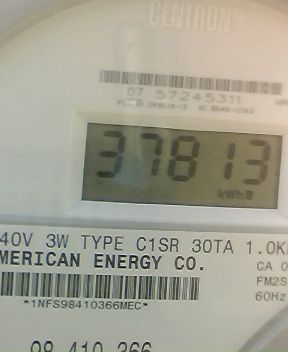 CENTRON
07 57245311
37813
kWh
40V 3W TYPE C1SR 30TA 1.0K
MERICAN ENERGY CO.
CA 0
FM2S
*1NFS98410366MEC*
60Hz
98 410 366